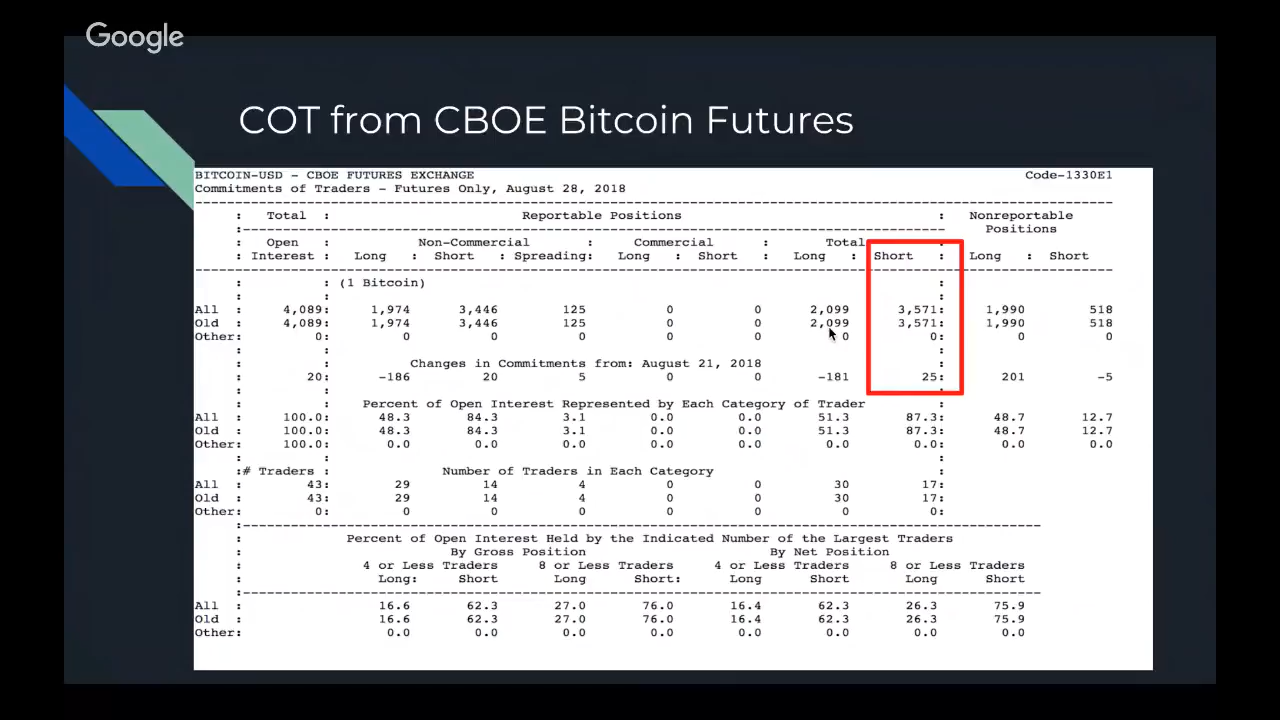 Google
COT from CBOE Bitcoin Futures
BITCOIN-USD - CBOE FUTURES EXCHANGE Code-1330E1
Commitments of Traders - Futures Only, August 28, 2018
: Total : Reportable Positions : Nonreportable
Positions
: Open : Non-Commercial : Commercial : Total :
: Interest : Long : Short : Spreading: Long : Short : Long : Short : Long : Short
: : (1 Bitcoin) :
: : :
All : 4,089: 1,974 3,446 125 0 0 2,099 3,571: 1,990 518
Old : 4,089: 1,974 3,446 125 0 0 2,099 3,571: 1,990 518
Other: 0: 0 0 0 0 0 0 0: 0 0
: : :
: : Changes in Commitments from: August 21, 2018 :
: 20: -186 20 5 0 0 -181 25: 201 -5
: : :
: : Percent of Open Interest Represented by Each Category of Trader :
All : 100.0: 48.3 84.3 3.1 0.0 0.0 51.3 87.3: 48.7 12.7
Old : 100.0: 48.3 84.3 3.1 0.0 0.0 51.3 87.3: 48.7 12.7
Other: 100.0: 0.0 0.0 0.0 0.0 0.0 0.0 0.0: 0.0 0.0
: : :
:# Traders : Number of Traders in Each Category :
All : 43: 29 14 4 0 0 30 17:
Old : 43: 29 14 4 0 0 30 17:
Other: 0: 0 0 0 0 0 0 0:
: Percent of Open Interest Held by the Indicated Number of the Largest Traders
: By Gross Position By Net Position
: 4 or Less Traders 8 or Less Traders 4 or Less Traders 8 or Less Traders
: Long: Short Long Short: Long Short Long Short
All : 16.6 62.3 27.0 76.0 16.4 62.3 26.3 75.9
Old : 16.6 62.3 27.0 76.0 16.4 62.3 26.3 75.9
Other: 0.0 0.0 0.0 0.0 0.0 0.0 0.0 0.0